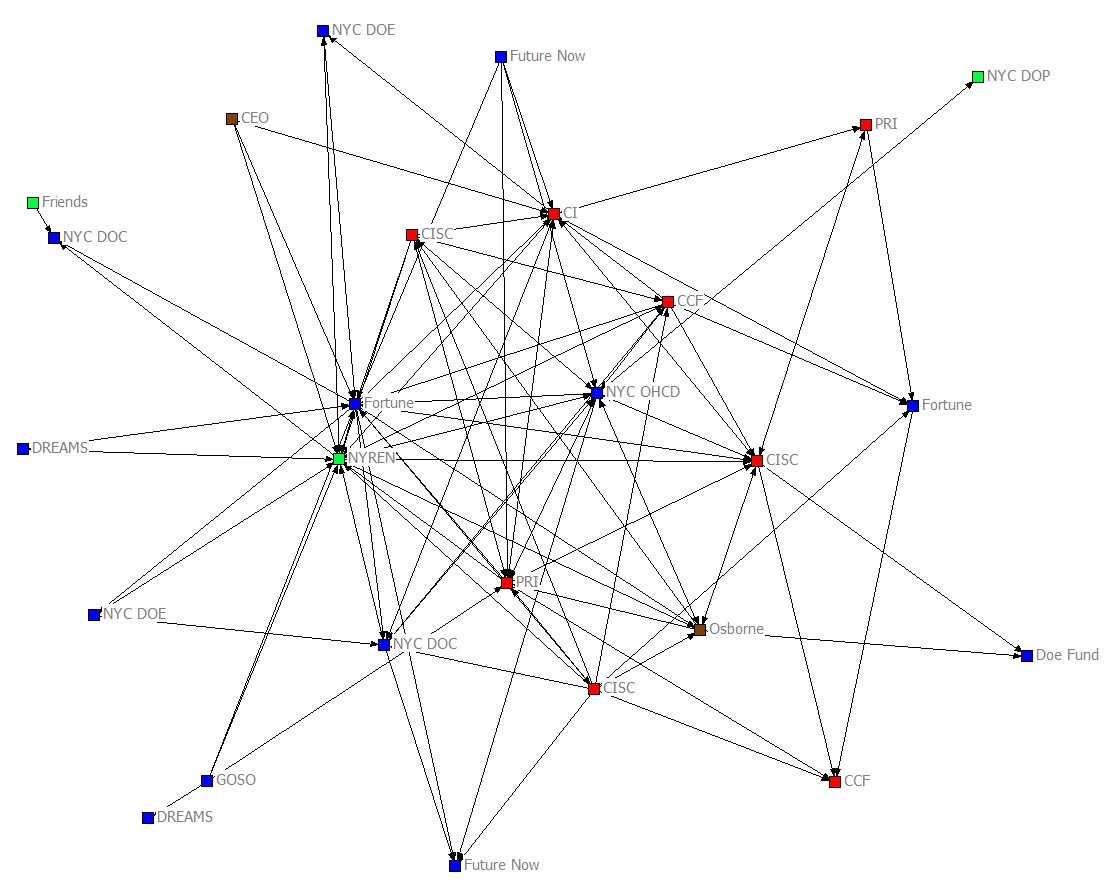 NYC DOE
Future Now
NYC DOP
CEO
PRI
Friends
CI
NYC DOC
CISC
CCF
NYC OHCD
Fortune
Fortune
DREAMS
NYREN
CISC
PRI
NYC DOE
Osborne
NYC DOC
Doe Fund
CISC
GOSO
CCF
DREAMS
Future Now